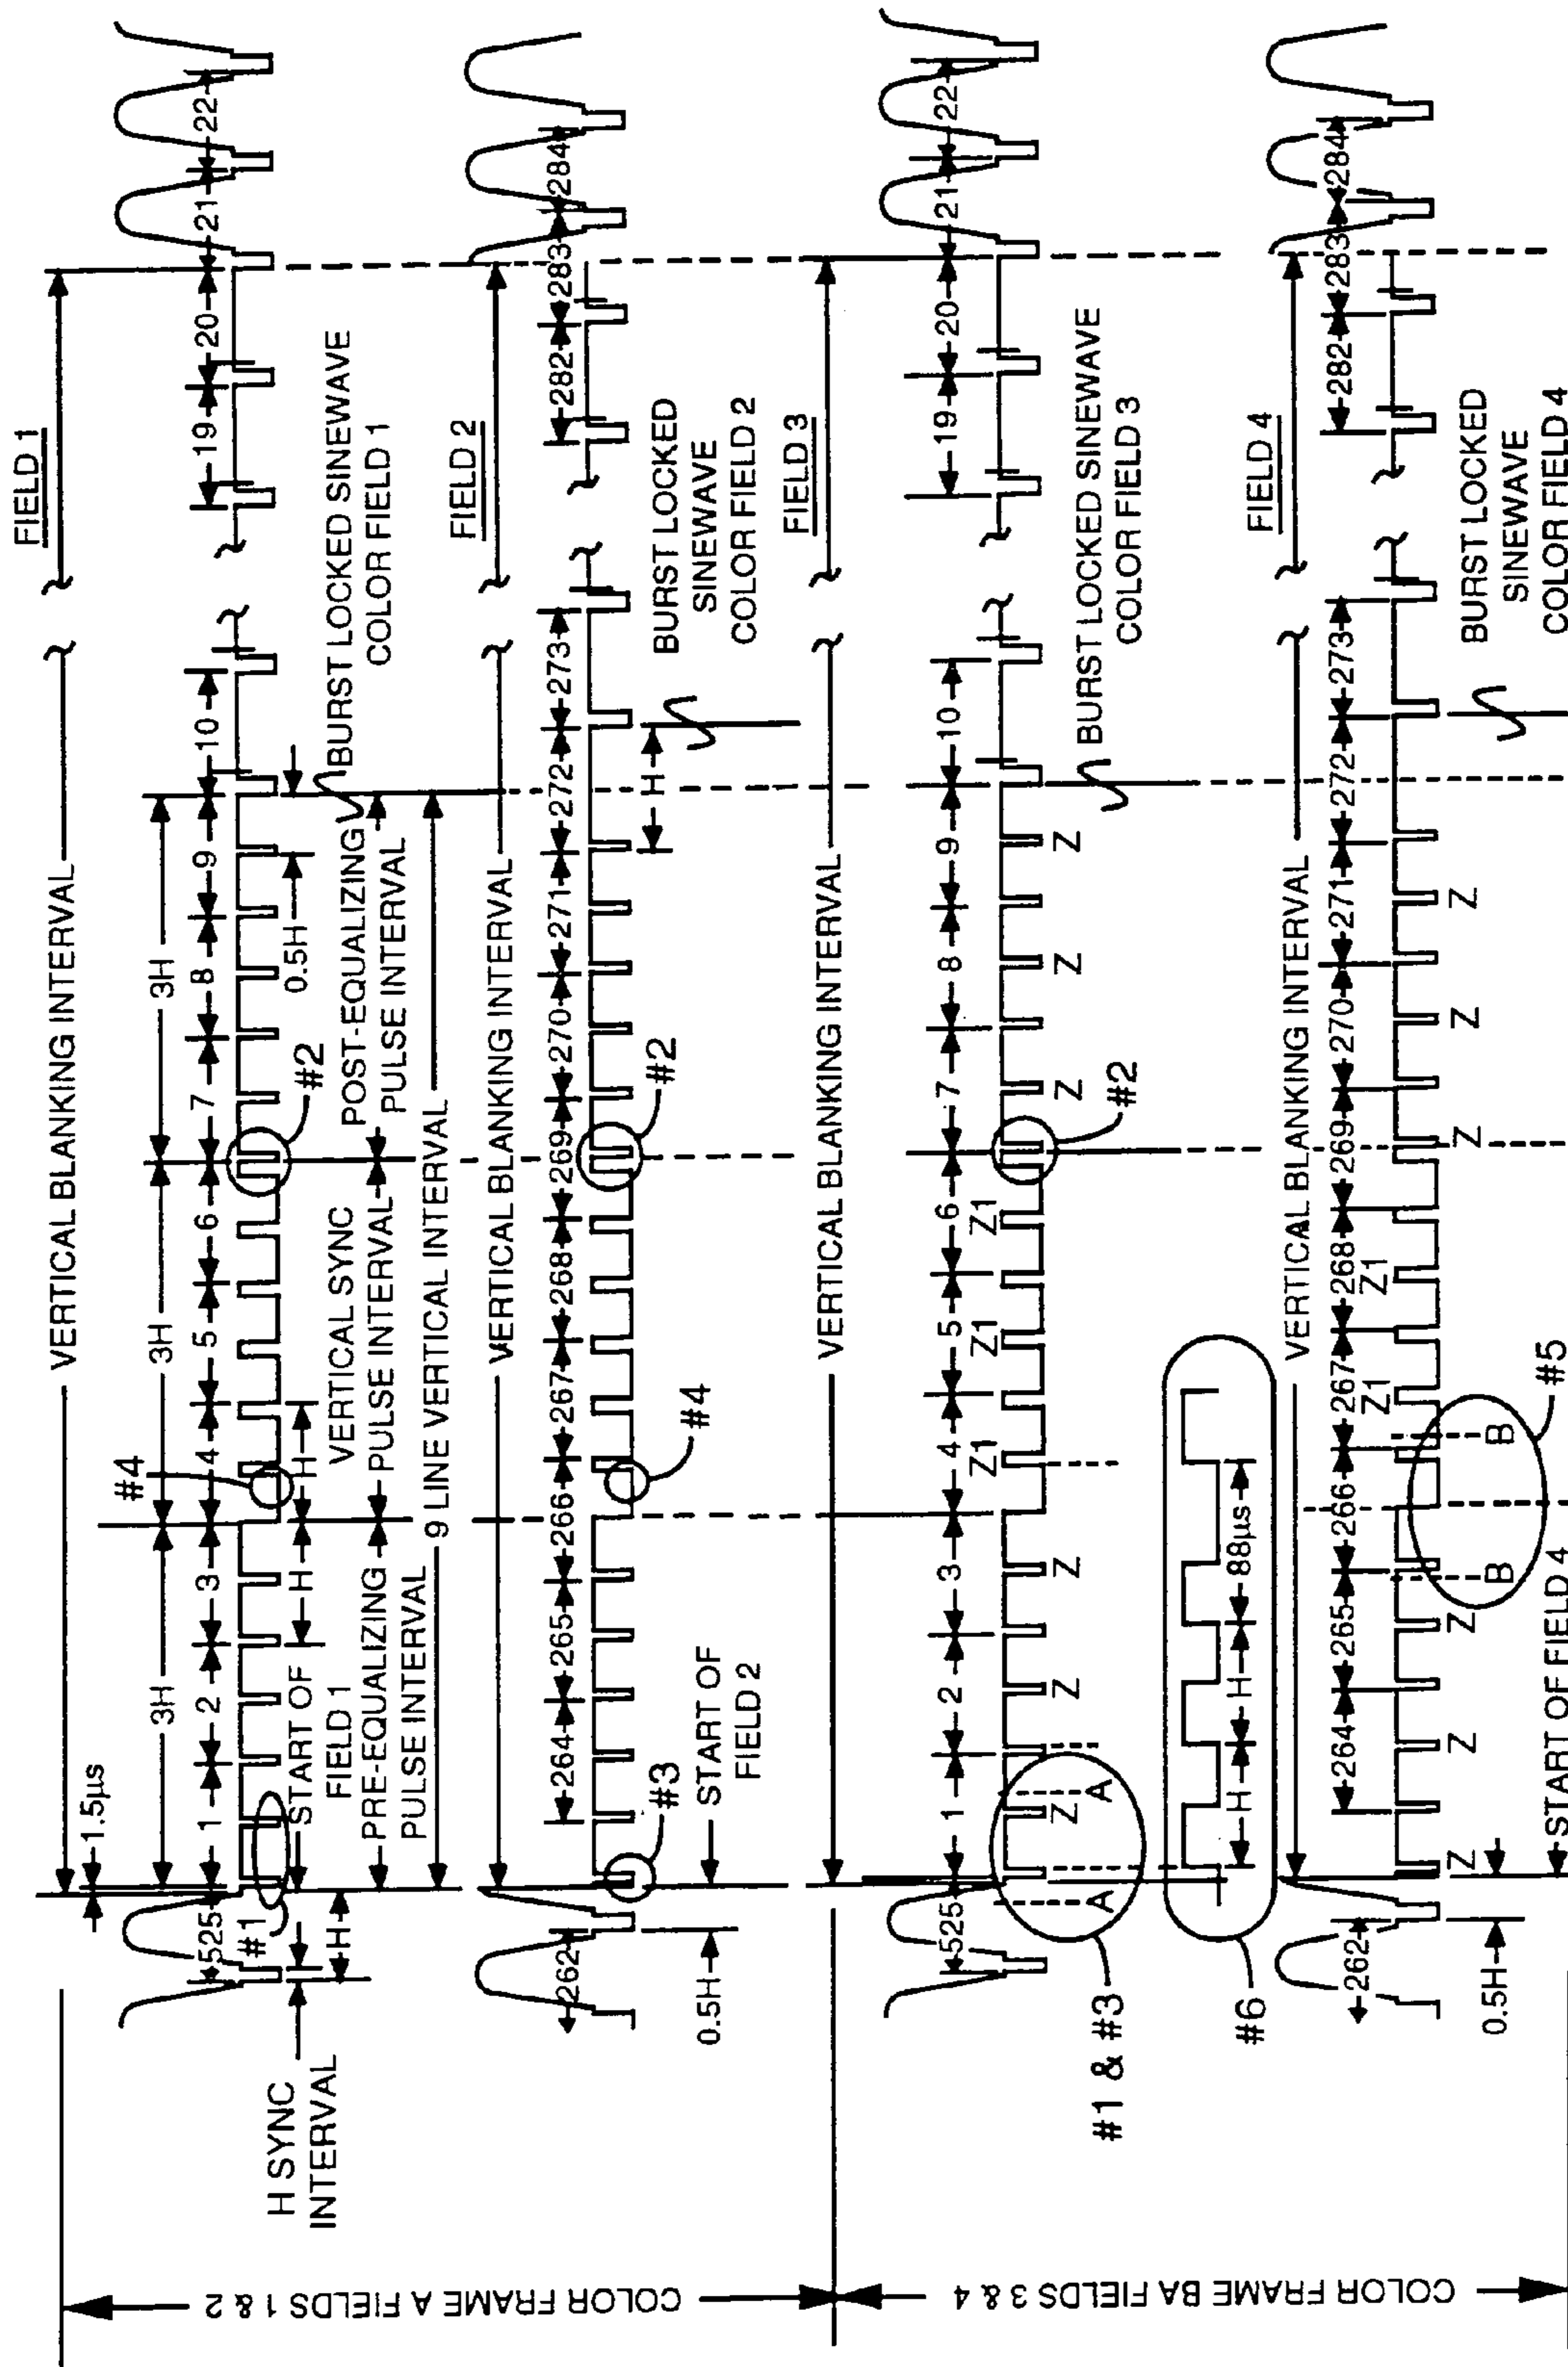 FIELD 1
VERTICAL BLANKING INTERVAL
1.5µs
3H
3H
3H
#4
525
1
2
3
4
5
6
7
8
9
10
19
20
21
22
#1
H
START OF
FIELD 1
H
H
#2
0.5H
BURST LOCKED SINEWAVE
COLOR FIELD 1
H SYNC
INTERVAL
PRE-EQUALIZING
PULSE INTERVAL
VERTICAL SYNC
PULSE INTERVAL
POST-EQUALIZING
PULSE INTERVAL
9 LINE VERTICAL INTERVAL
FIELD 2
VERTICAL BLANKING INTERVAL
262
264
265
266
267
268
269
270
271
272
273
282
283
284
#3
#4
#2
H
0.5H
START OF
FIELD 2
BURST LOCKED
SINEWAVE
COLOR FIELD 2
COLOR FRAME A FIELDS 1 & 2
FIELD 3
VERTICAL BLANKING INTERVAL
525
1
2
3
4
5
6
7
8
9
10
19
20
21
22
A
Z
A
Z
Z
Z1
Z1
Z1
Z
Z
Z
#1 & #3
#2
BURST LOCKED SINEWAVE
COLOR FIELD 3
#6
H
H
88µs
FIELD 4
VERTICAL BLANKING INTERVAL
262
264
265
266
267
268
269
270
271
272
273
282
283
284
Z1
Z1
0.5H
Z
Z
Z
B
B
Z
Z
Z
#5
START OF FIELD 4
BURST LOCKED
SINEWAVE
COLOR FIELD 4
COLOR FRAME BA FIELDS 3 & 4